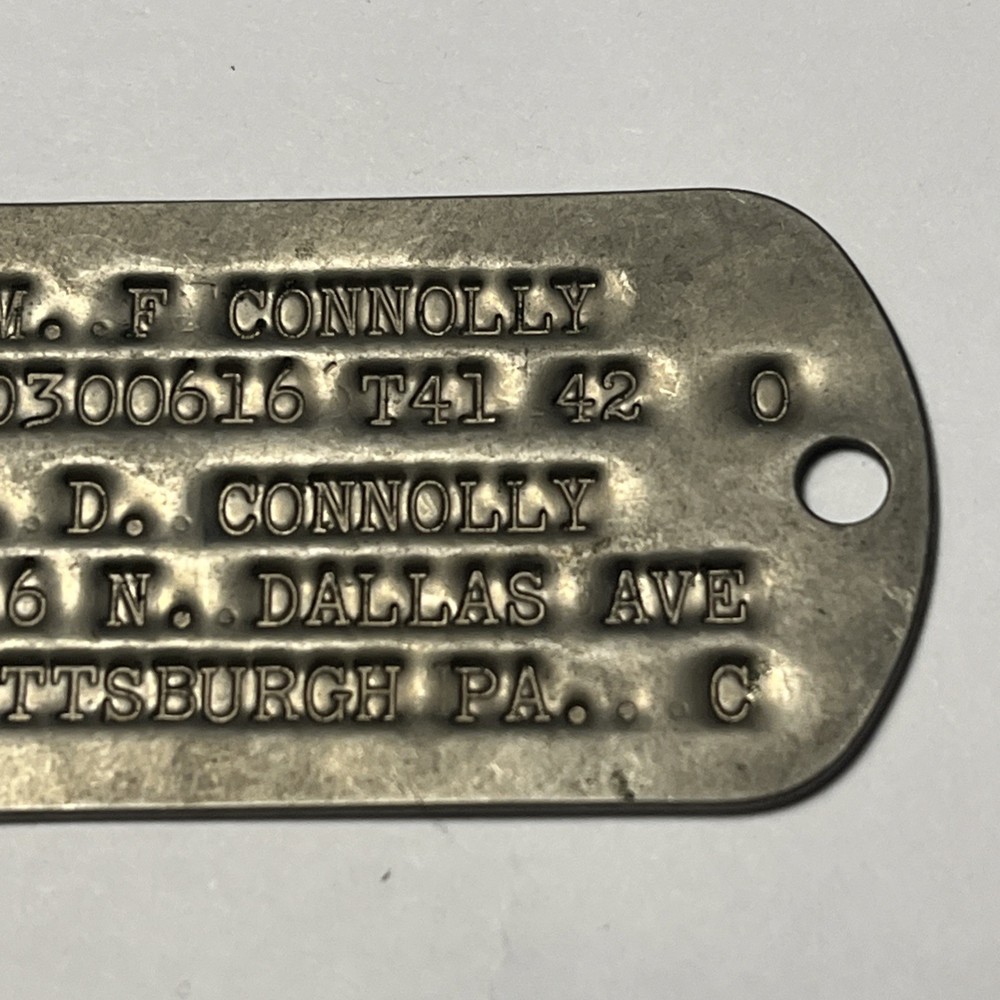 M. F CONNOLLY
0300616 T41 42 O
D. CONNOLLY
6 N. DALLAS AVE
TTSBURGH PA. C